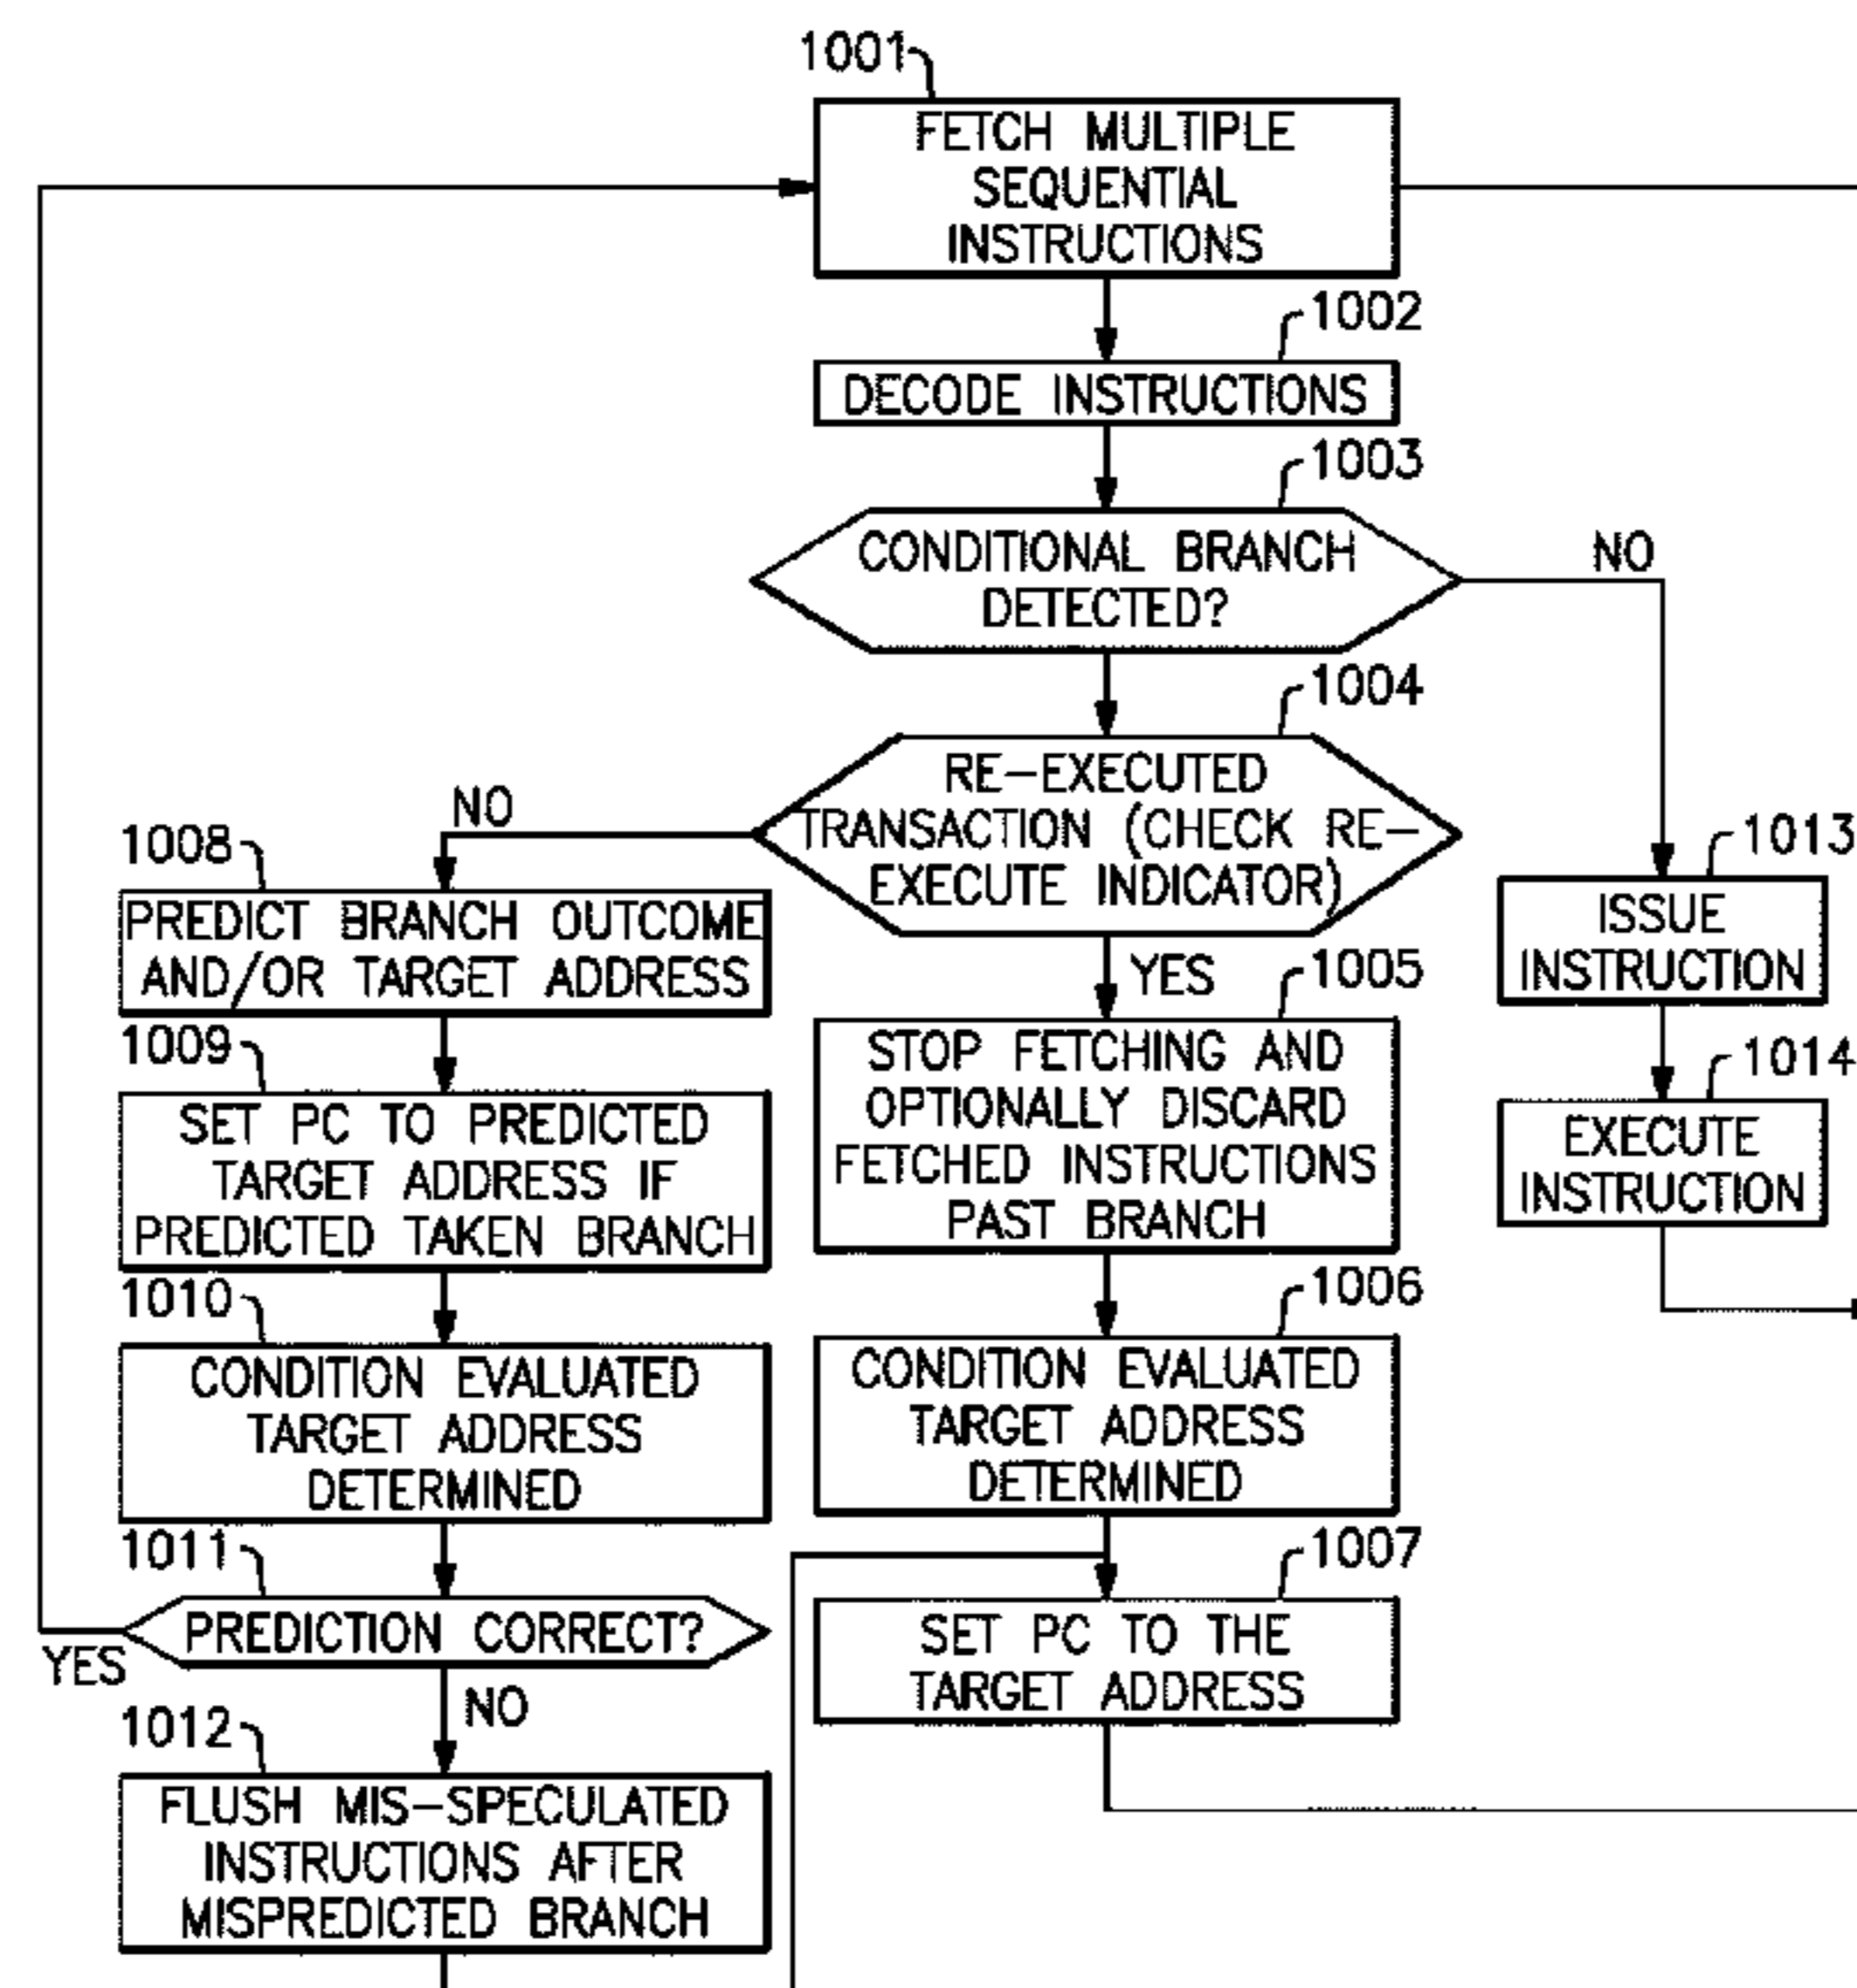 1001
FETCH MULTIPLE
SEQUENTIAL
INSTRUCTIONS
1002
DECODE INSTRUCTIONS
1003
CONDITIONAL BRANCH
DETECTED?
NO
1004
RE-EXECUTED
TRANSACTION (CHECK RE-
EXECUTE INDICATOR)
NO
YES
1008
PREDICT BRANCH OUTCOME
AND/OR TARGET ADDRESS
1009
SET PC TO PREDICTED
TARGET ADDRESS IF
PREDICTED TAKEN BRANCH
1010
CONDITION EVALUATED
TARGET ADDRESS
DETERMINED
1011
PREDICTION CORRECT?
YES
NO
1012
FLUSH MIS-SPECULATED
INSTRUCTIONS AFTER
MISPREDICTED BRANCH
1005
STOP FETCHING AND
OPTIONALLY DISCARD
FETCHED INSTRUCTIONS
PAST BRANCH
1006
CONDITION EVALUATED
TARGET ADDRESS
DETERMINED
1007
SET PC TO THE
TARGET ADDRESS
1013
ISSUE
INSTRUCTION
1014
EXECUTE
INSTRUCTION